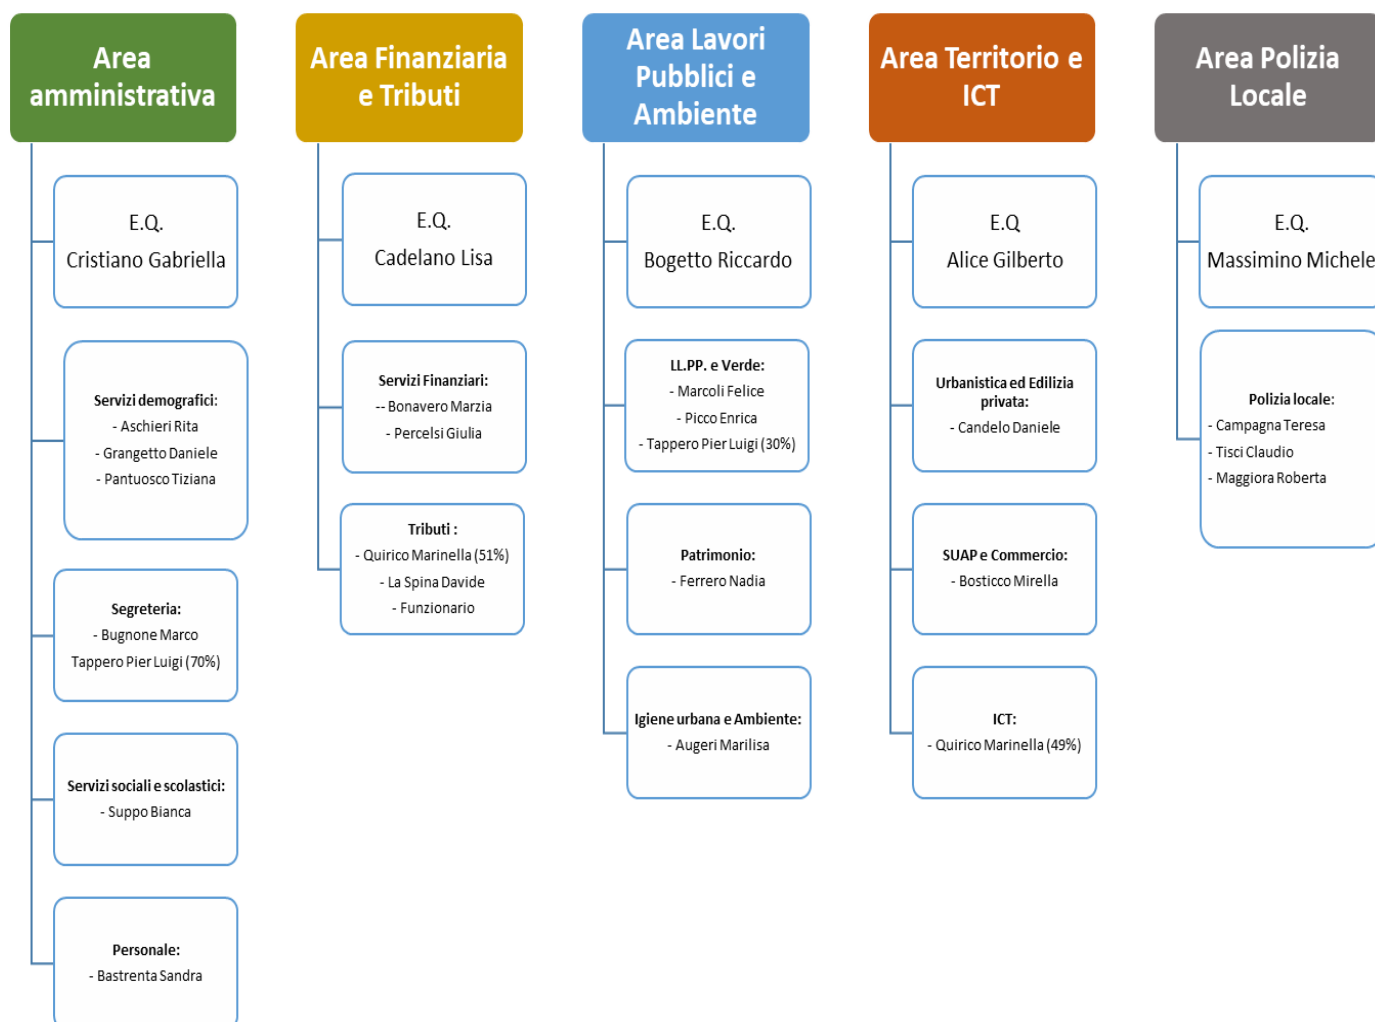 Area
amministrativa
E.Q.
Cristiano Gabriella
Servizi demografici:
- Aschieri Rita
- Grangetto Daniele
- Pantuosco Tiziana
Segreteria:
- Bugnone Marco
Tappero Pier Luigi (70%)
Servizi sociali e scolastici:
- Suppo Bianca
Personale:
- Bastrenta Sandra
Area Finanziaria
e Tributi
E.Q.
Cadelano Lisa
Servizi Finanziari:
-- Bonavero Marzia
- Percelsi Giulia
Tributi :
- Quirico Marinella (51%)
- La Spina Davide
- Funzionario
Area Lavori
Pubblici e
Ambiente
E.Q.
Bogetto Riccardo
LL.PP. e Verde:
- Marcoli Felice
- Picco Enrica
- Tappero Pier Luigi (30%)
Patrimonio:
- Ferrero Nadia
Igiene urbana e Ambiente:
- Augeri Marilisa
Area Territorio e
ICT
E.Q
Alice Gilberto
Urbanistica ed Edilizia
privata:
- Candelo Daniele
SUAP e Commercio:
- Bosticco Mirella
ICT:
- Quirico Marinella (49%)
Area Polizia
Locale
E.Q.
Massimino Michele
Polizia locale:
- Campagna Teresa
- Tisci Claudio
- Maggiora Roberta